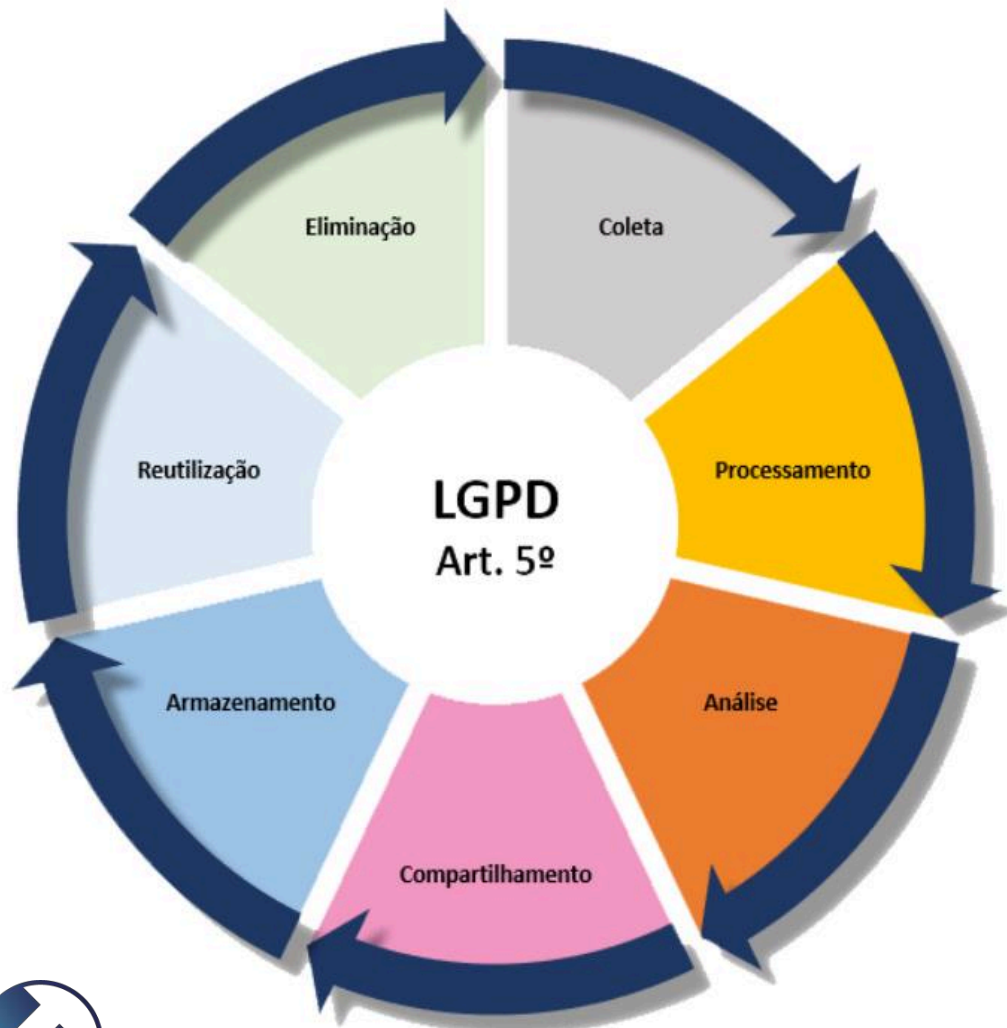 Eliminação
Coleta
Reutilização
Processamento
LGPD
Art. 5º
Armazenamento
Análise
Compartilhamento